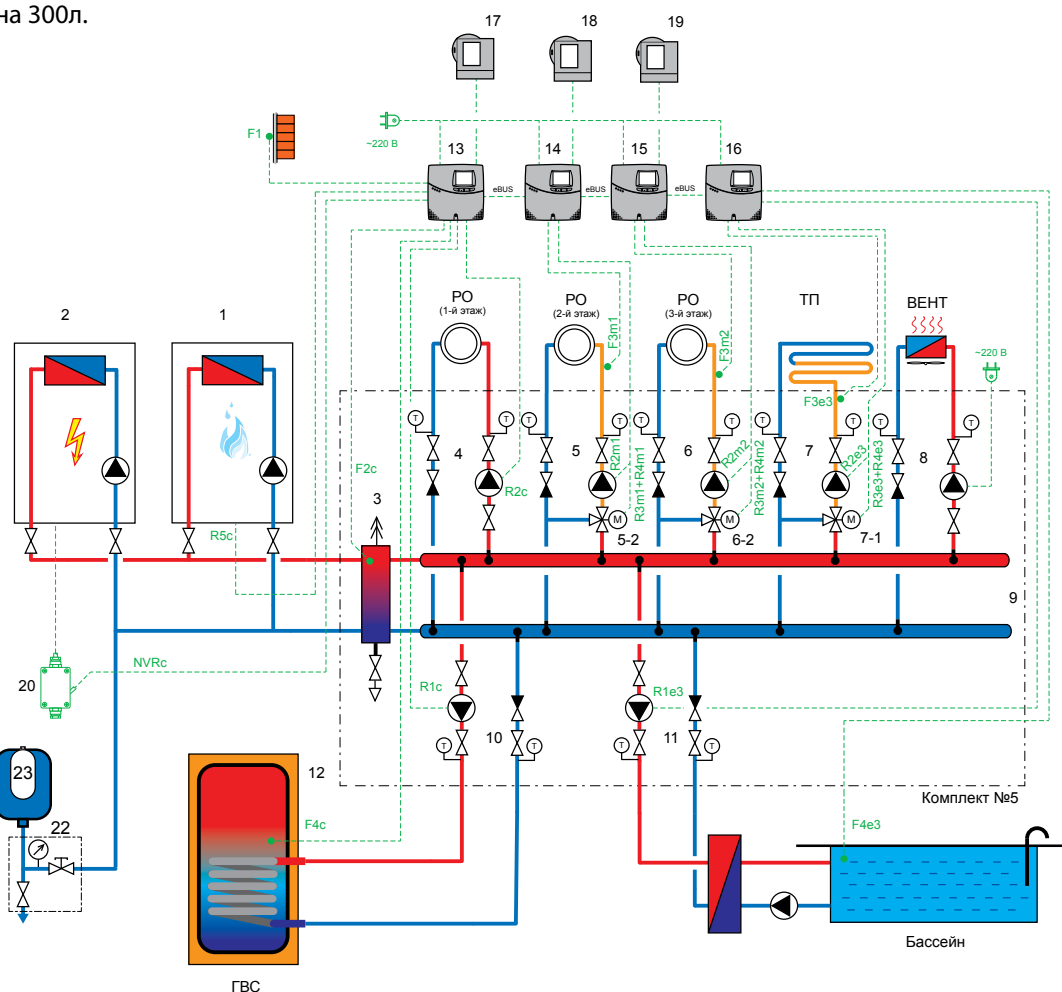 на 300л.
17
18
19
F1
~220 В
13
14
15
16
eBUS
eBUS
eBUS
2
1
РО
(1-й этаж)
РО
(2-й этаж)
РО
(3-й этаж)
ТП
ВЕНТ
F3m1
F3m2
~220 В
F3e3
T
T
T
T
T
T
T
T
T
T
4
5
6
7
8
F2c
3
R2c
R2m1
R3m1+R4m1
R2m2
R3m2+R4m2
R2e3
R3e3+R4e3
M
M
M
R5c
5-2
6-2
7-1
9
NVRc
20
R1c
R1e3
10
11
T
T
T
T
23
12
22
F4c
Комплект №5
F4e3
Бассейн
ГВС